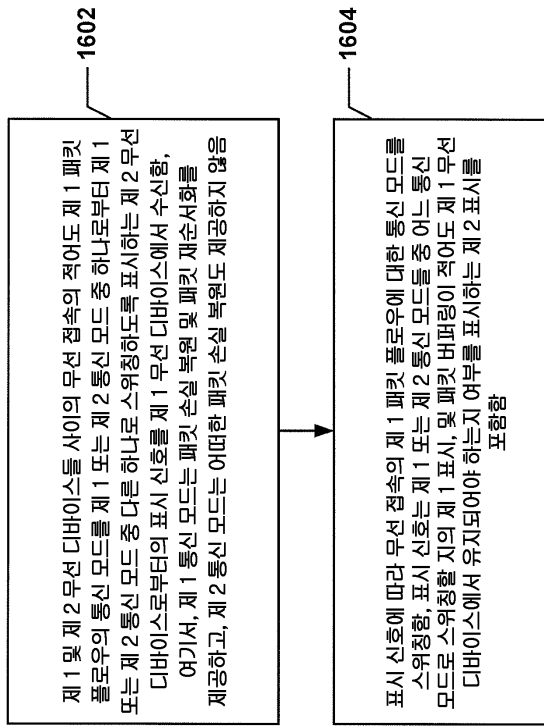 1602
제 1 및 제 2 무선 디바이스들 사이의 무선 접속의 적어도 제 1 패킷
플로우의 통신 모드를 제 1 또는 제 2 통신 모드 중 하나로부터 제 1
또는 제 2 통신 모드 중 다른 하나로 스위칭하도록 표시하는 제 2 무선
디바이스로부터의 표시 신호를 제 1 무선 디바이스에서 수신함,
여기서, 제 1 통신 모드는 패킷 손실 복원 및 패킷 재순서화를
제공하고, 제 2 통신 모드는 어떠한 패킷 손실 복원도 제공하지 않음
1604
표시 신호에 따라 무선 접속의 제 1 패킷 플로우에 대한 통신 모드를
스위칭함, 표시 신호는 제 1 또는 제 2 통신 모드들 중 어느 통신
모드로 스위칭할 지의 제 1 표시, 및 패킷 버퍼링이 적어도 제 1 무선
디바이스에서 유지되어야 하는지 여부를 표시하는 제 2 표시를
포함함